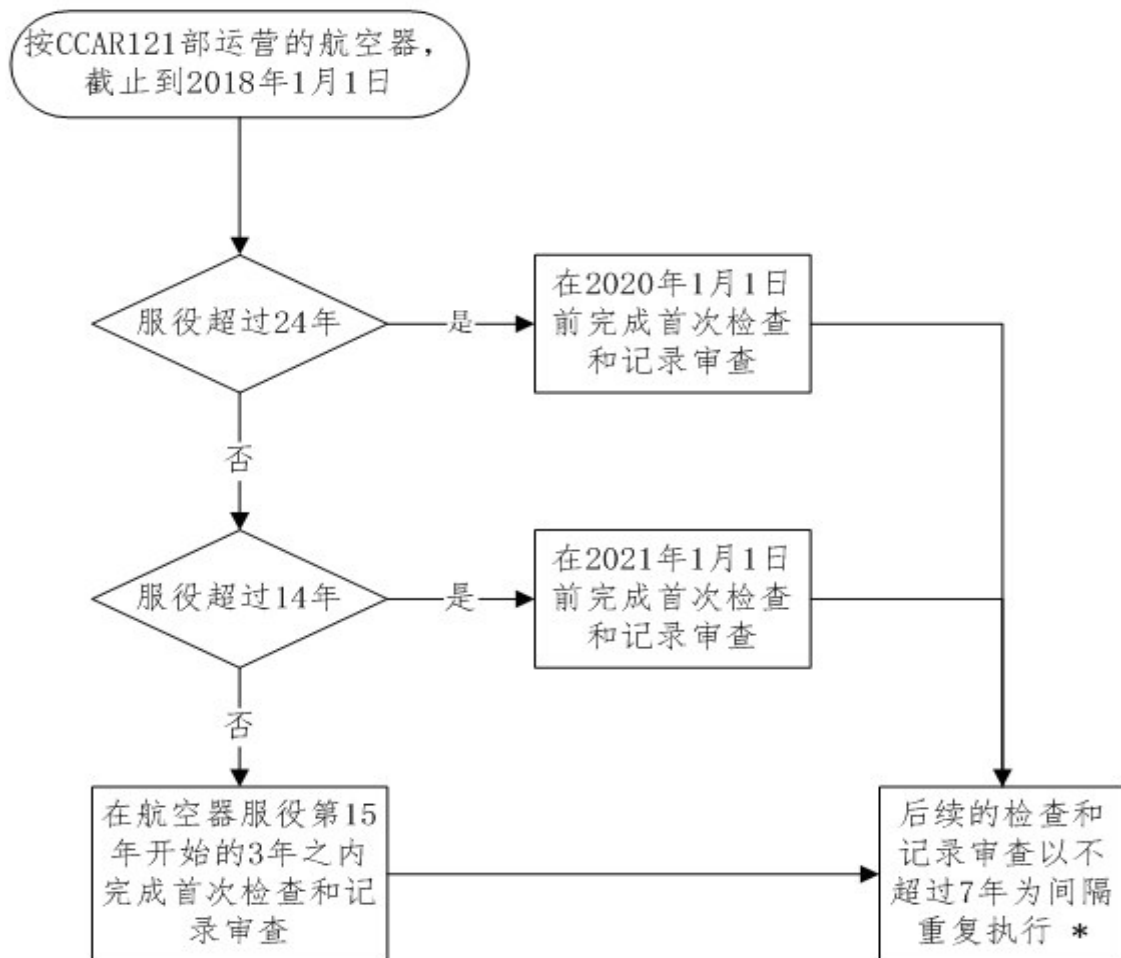 按CCAR121部运营的航空器，
截止到2018年1月1日
服役超过24年
是
在2020年1月1日
前完成首次检查
和记录审查
否
服役超过14年
是
在2021年1月1日
前完成首次检查
和记录审查
否
在航空器服役第15
年开始的3年之内
完成首次检查和记
录审查
后续的检查和
记录审查以不
超过7年为间隔
重复执行 *